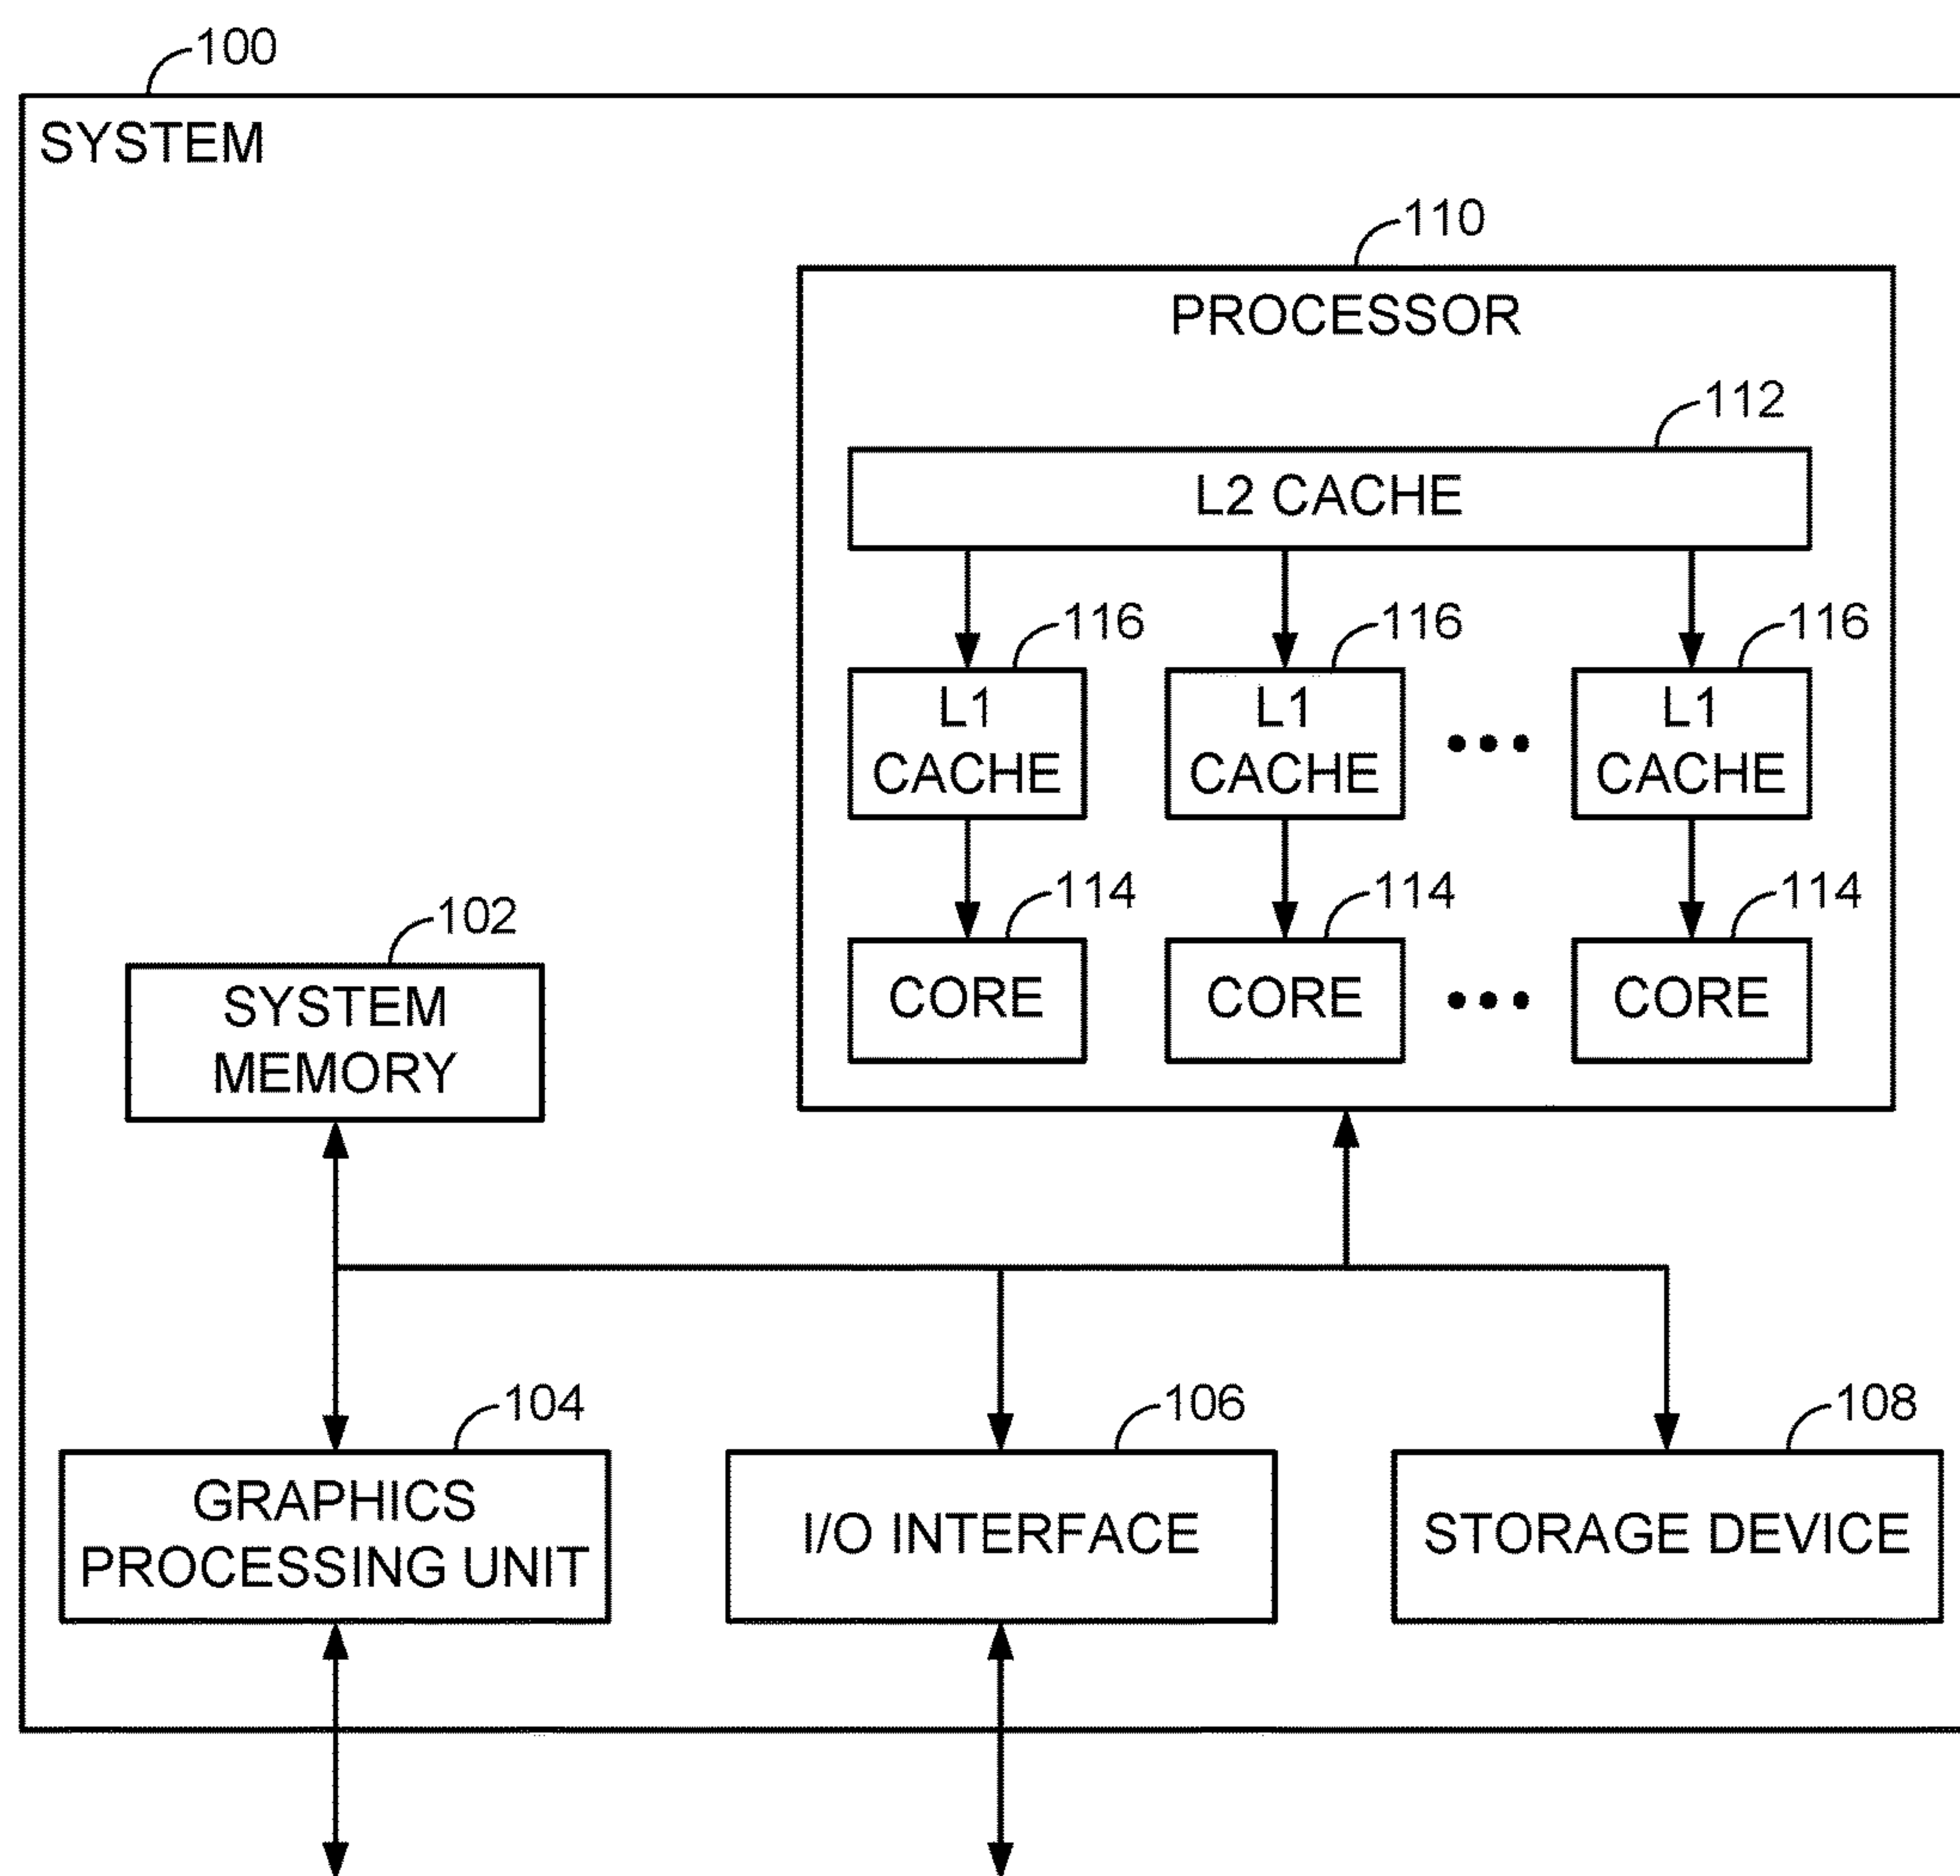 100
SYSTEM
110
PROCESSOR
112
L2 CACHE
116 116 116
L1 L1 L1
CACHE CACHE CACHE
114 114 114
CORE CORE CORE
102
SYSTEM
MEMORY
104 106 108
GRAPHICS
PROCESSING UNIT
I/O INTERFACE
STORAGE DEVICE